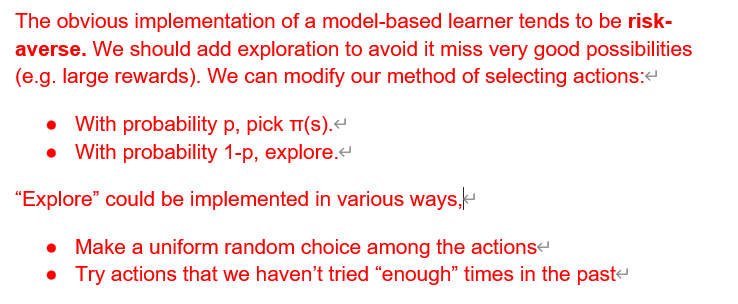 The obvious implementation of a model-based learner tends to be risk-
averse. We should add exploration to avoid it miss very good possibilities
(e.g. large rewards). We can modify our method of selecting actions:↵
● With probability p, pick π(s).↵
● With probability 1-p, explore.↵
“Explore” could be implemented in various ways,↵
● Make a uniform random choice among the actions↵
● Try actions that we haven’t tried “enough” times in the past↵